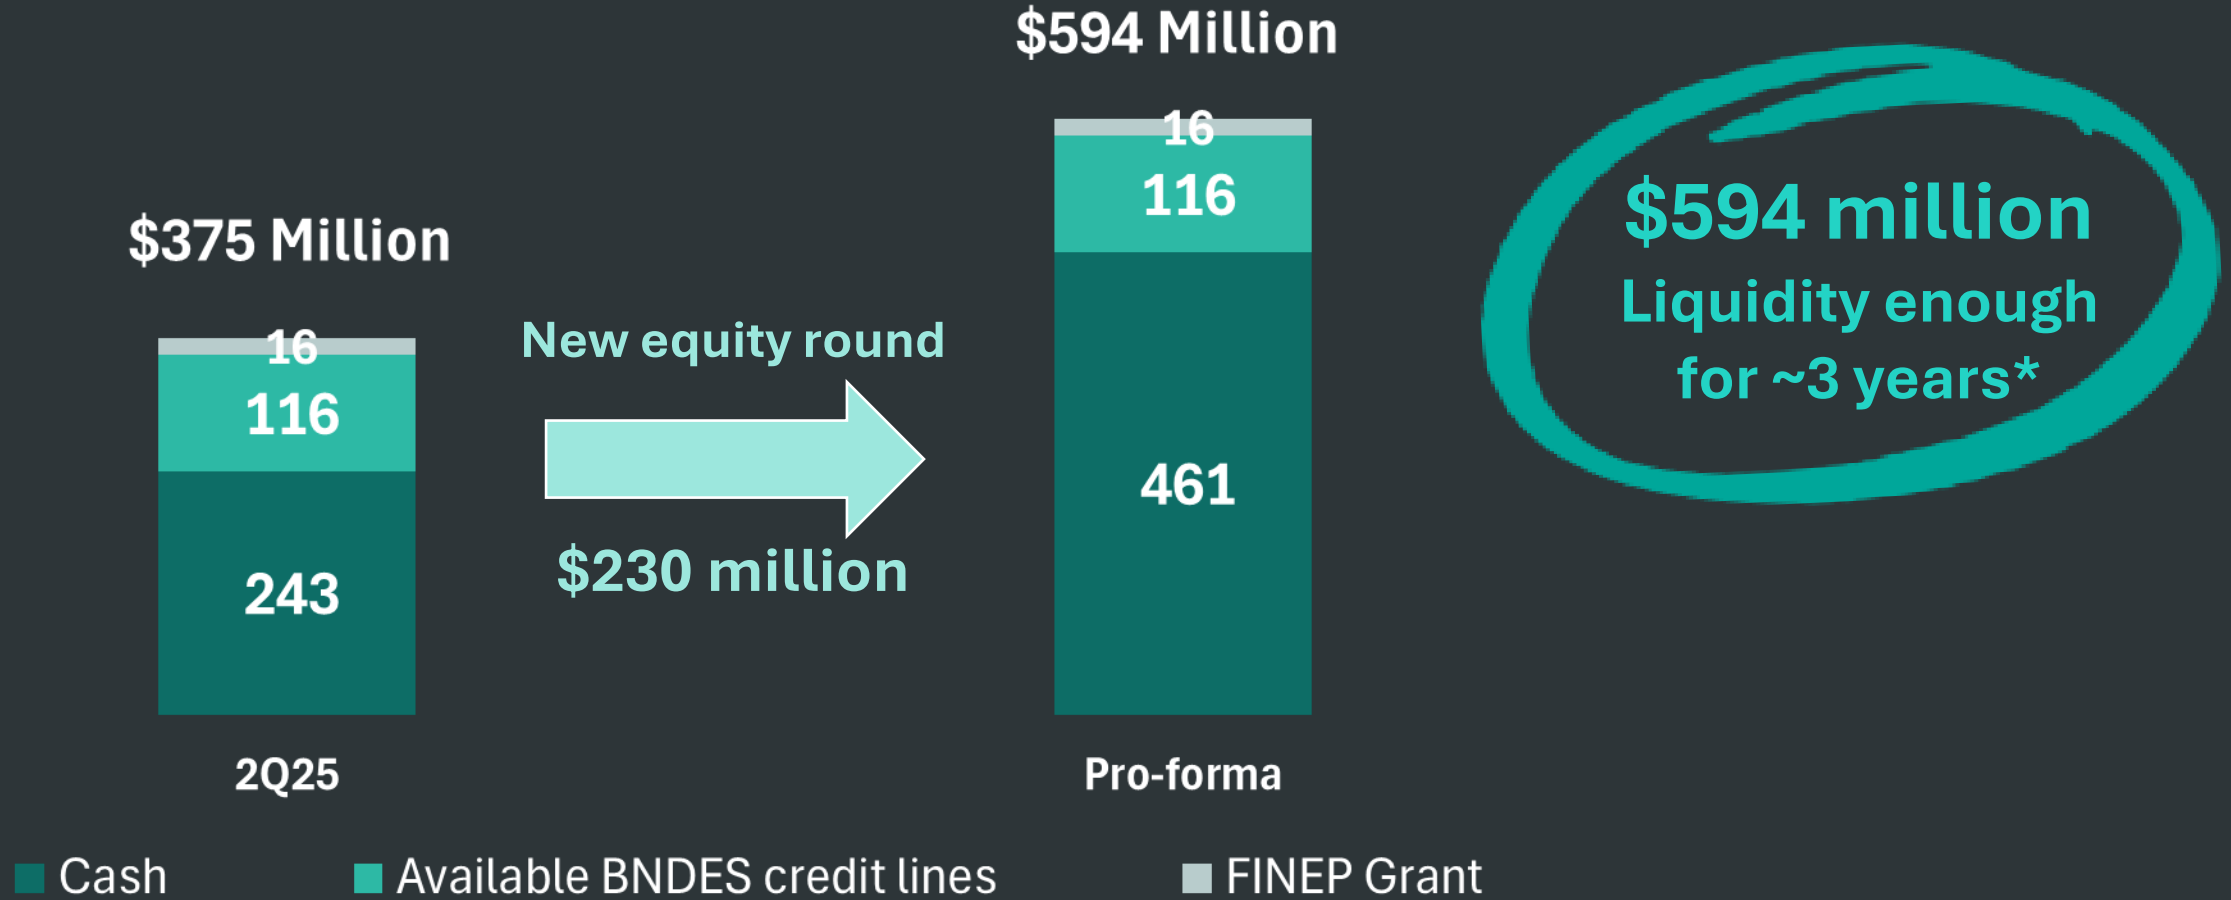 $375 Million
16
116
243
2Q25
New equity round
$230 million
$594 Million
16
116
461
Pro-forma
$594 million
Liquidity enough
for ~3 years*
Cash
Available BNDES credit lines
FINEP Grant